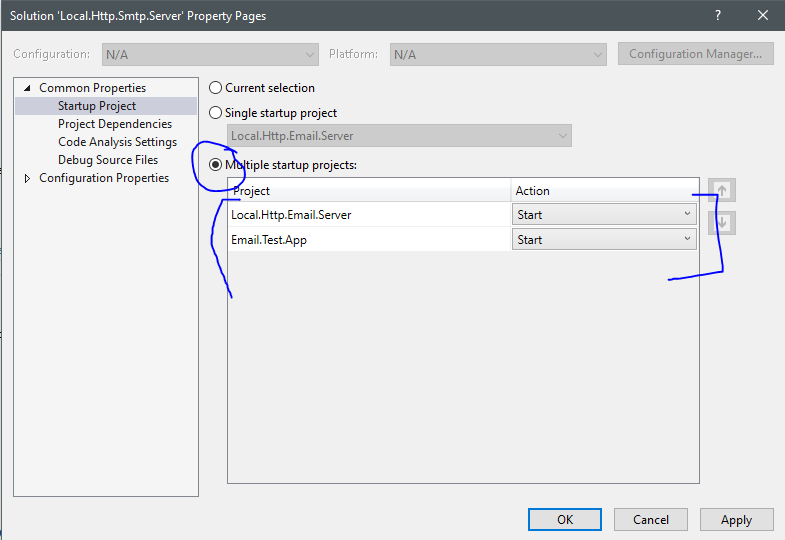 Solution 'Local.Http.Smtp.Server' Property Pages
?
Configuration: N/A Platform: N/A Configuration Manager...
Common Properties
Startup Project
Project Dependencies
Code Analysis Settings
Debug Source Files
Configuration Properties
Current selection
Single startup project
Local.Http.Email.Server
Multiple startup projects:
Project Action
Local.Http.Email.Server Start
Email.Test.App Start
OK Cancel Apply